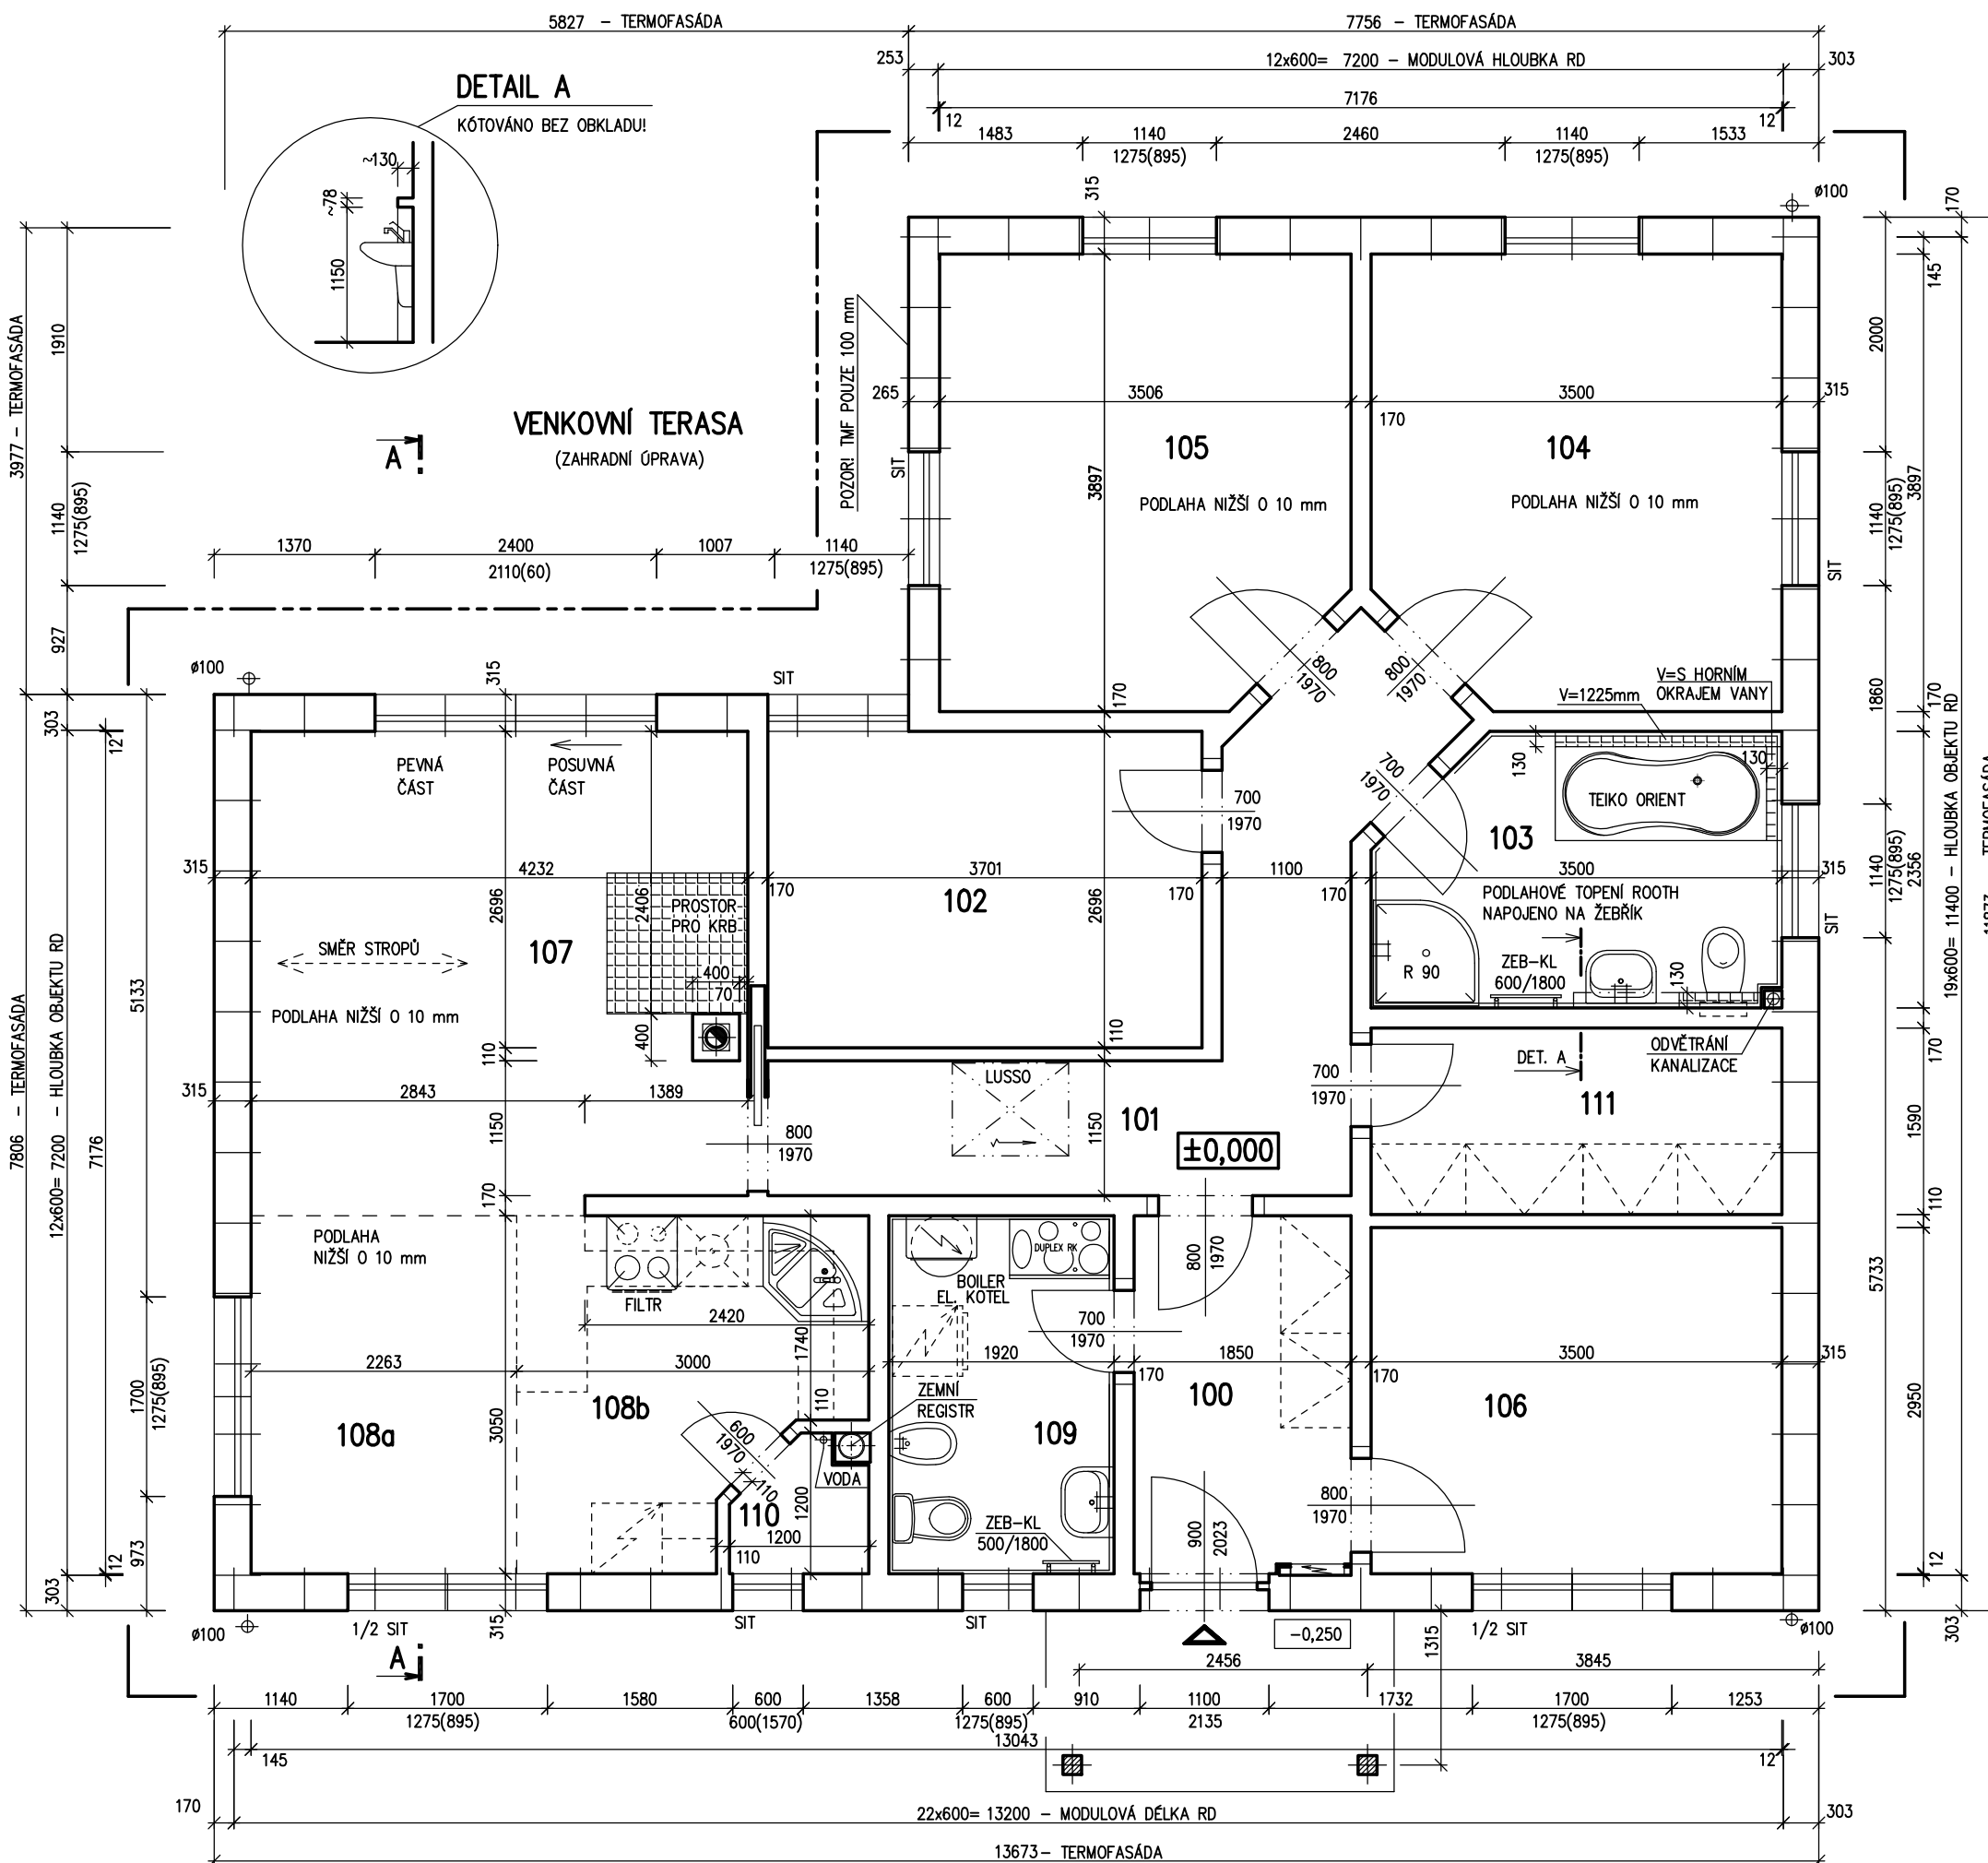 5827 - TERMOFASÁDA
7756 - TERMOFASÁDA
253
12x600= 7200 - MODULOVÁ HLOUBKA RD
303
7176
12
12
1483
1140
1275(895)
2460
1140
1275(895)
1533
DETAIL A
KÓTOVÁNO BEZ OBKLADU!
~130
~78
1150
315
ø100
170
3977 - TERMOFASÁDA
1910
1140
1275(895)
927
A
VENKOVNÍ TERASA
(ZAHRADNÍ ÚPRAVA)
POZOR! TMF POUZE 100 mm
265
SIT
3506
170
3500
315
105
104
3897
PODLAHA NIŽŠÍ O 10 mm
PODLAHA NIŽŠÍ O 10 mm
145
2000
1140
1275(895)
3897
SIT
1370
2400
2110(60)
1007
1140
1275(895)
800
1970
800
1970
170
V=1225mm
V=S HORNÍM
OKRAJEM VANY
1860
170
ø100
315
SIT
303
12
PEVNÁ
ČÁST
POSUVNÁ
ČÁST
700
1970
700
1970
130
130
TEIKO ORIENT
103
315
4232
170
3701
170
1100
170
3500
315
1140
1275(895)
2356
SIT
19x600= 11400 - HLOUBKA OBJEKTU RD
2696
2406
PROSTOR
PRO KRB
102
2696
PODLAHOVÉ TOPENÍ ROOTH
NAPOJENO NA ŽEBŘÍK
SMĚR STROPŮ
107
400
70
R 90
ZEB-KL
600/1800
130
PODLAHA NIŽŠÍ O 10 mm
5133
7176
12x600= 7200 - HLOUBKA OBJEKTU RD
7806 - TERMOFASÁDA
110
400
110
LUSSO
DET. A
ODVĚTRÁNÍ
KANALIZACE
170
700
1970
111
1590
315
2843
1389
1150
800
1970
1150
101
±0,000
170
110
PODLAHA
NIŽŠÍ O 10 mm
FILTR
2420
1740
BOILER
EL. KOTEL
DUPLEX RK
800
1970
700
1970
5733
2263
3000
1920
170
1850
170
3500
315
110
ZEMNÍ
REGISTR
100
106
108a
108b
109
3050
600
1970
110
VODA
110
1200
1200
110
ZEB-KL
500/1800
900
2023
800
1970
2950
1700
1275(895)
973
12
303
12
303
ø100
1/2 SIT
A
315
SIT
SIT
-0,250
1315
1/2 SIT
ø100
2456
3845
1140
1700
1275(895)
1580
600
600(1570)
1358
600
1275(895)
910
1100
2135
1732
1700
1275(895)
1253
145
13043
12
170
22x600= 13200 - MODULOVÁ DÉLKA RD
303
13673- TERMOFASÁDA